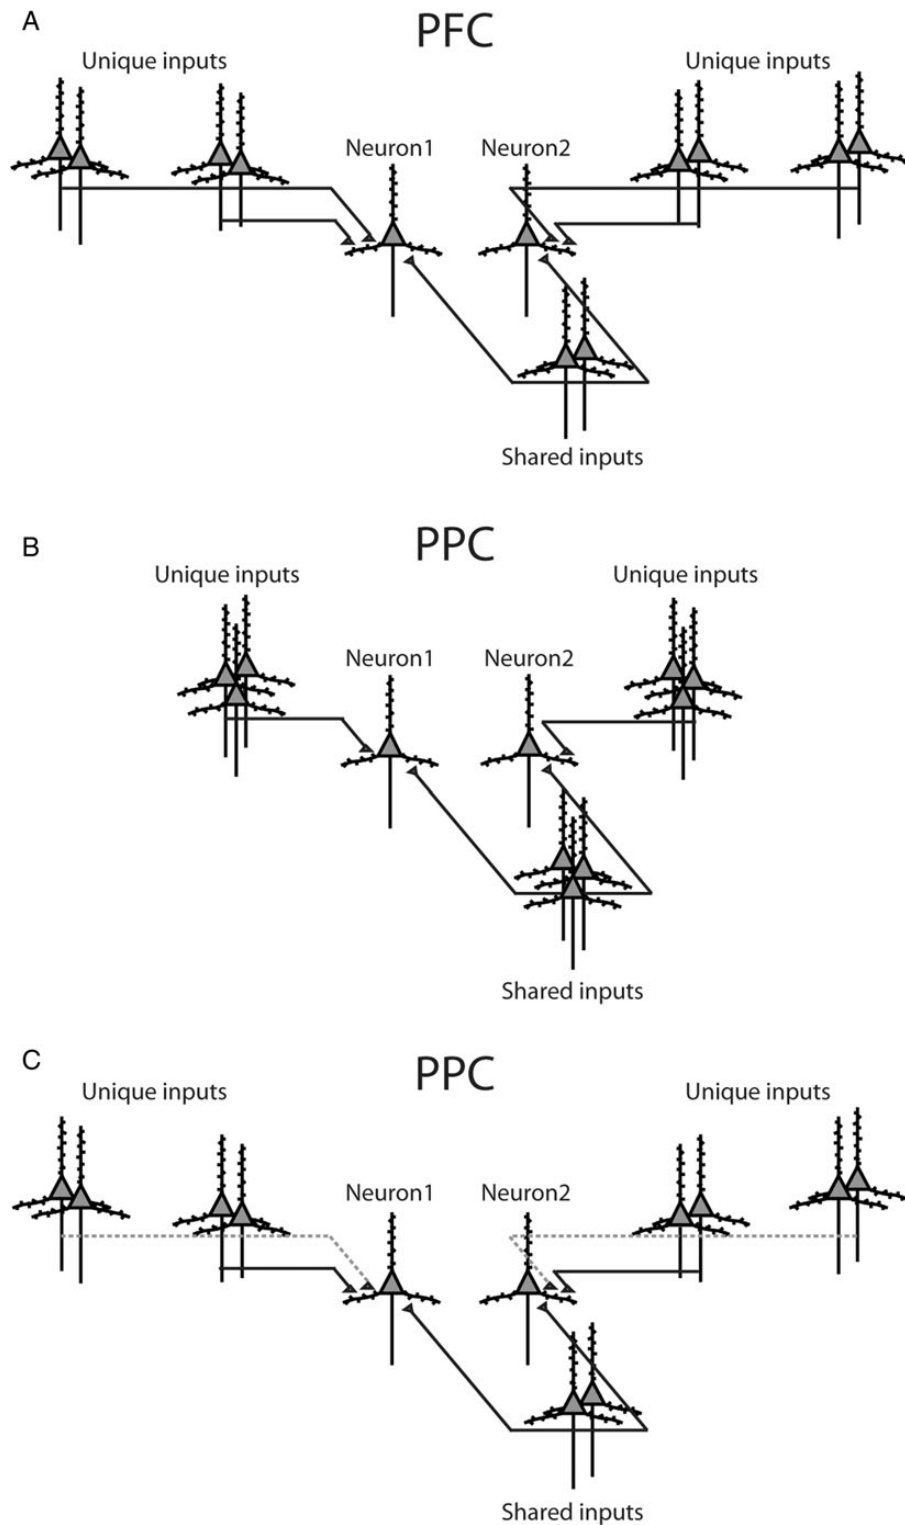 A
PFC
Unique inputs
Unique inputs
Neuron1
Neuron2
Shared inputs
B
PPC
Unique inputs
Unique inputs
Neuron1
Neuron2
Shared inputs
C
PPC
Unique inputs
Unique inputs
Neuron1
Neuron2
Shared inputs